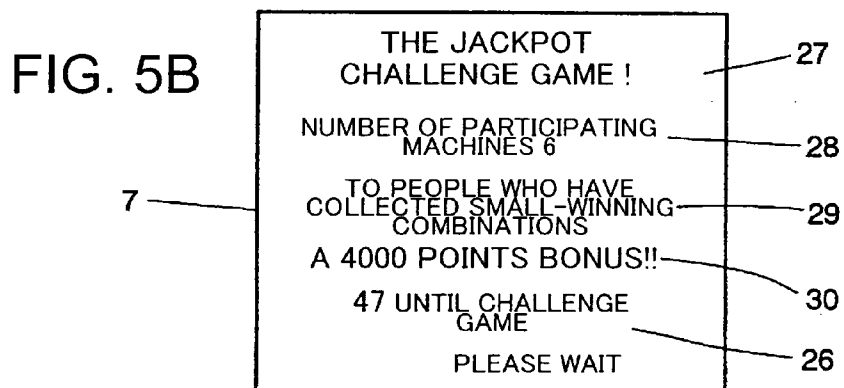 FIG. 5B
THE JACKPOT
CHALLENGE GAME !
27
NUMBER OF PARTICIPATING
MACHINES 6
28
7
TO PEOPLE WHO HAVE
COLLECTED SMALL-WINNING
COMBINATIONS
29
A 4000 POINTS BONUS!!
30
47 UNTIL CHALLENGE
GAME
26
PLEASE WAIT